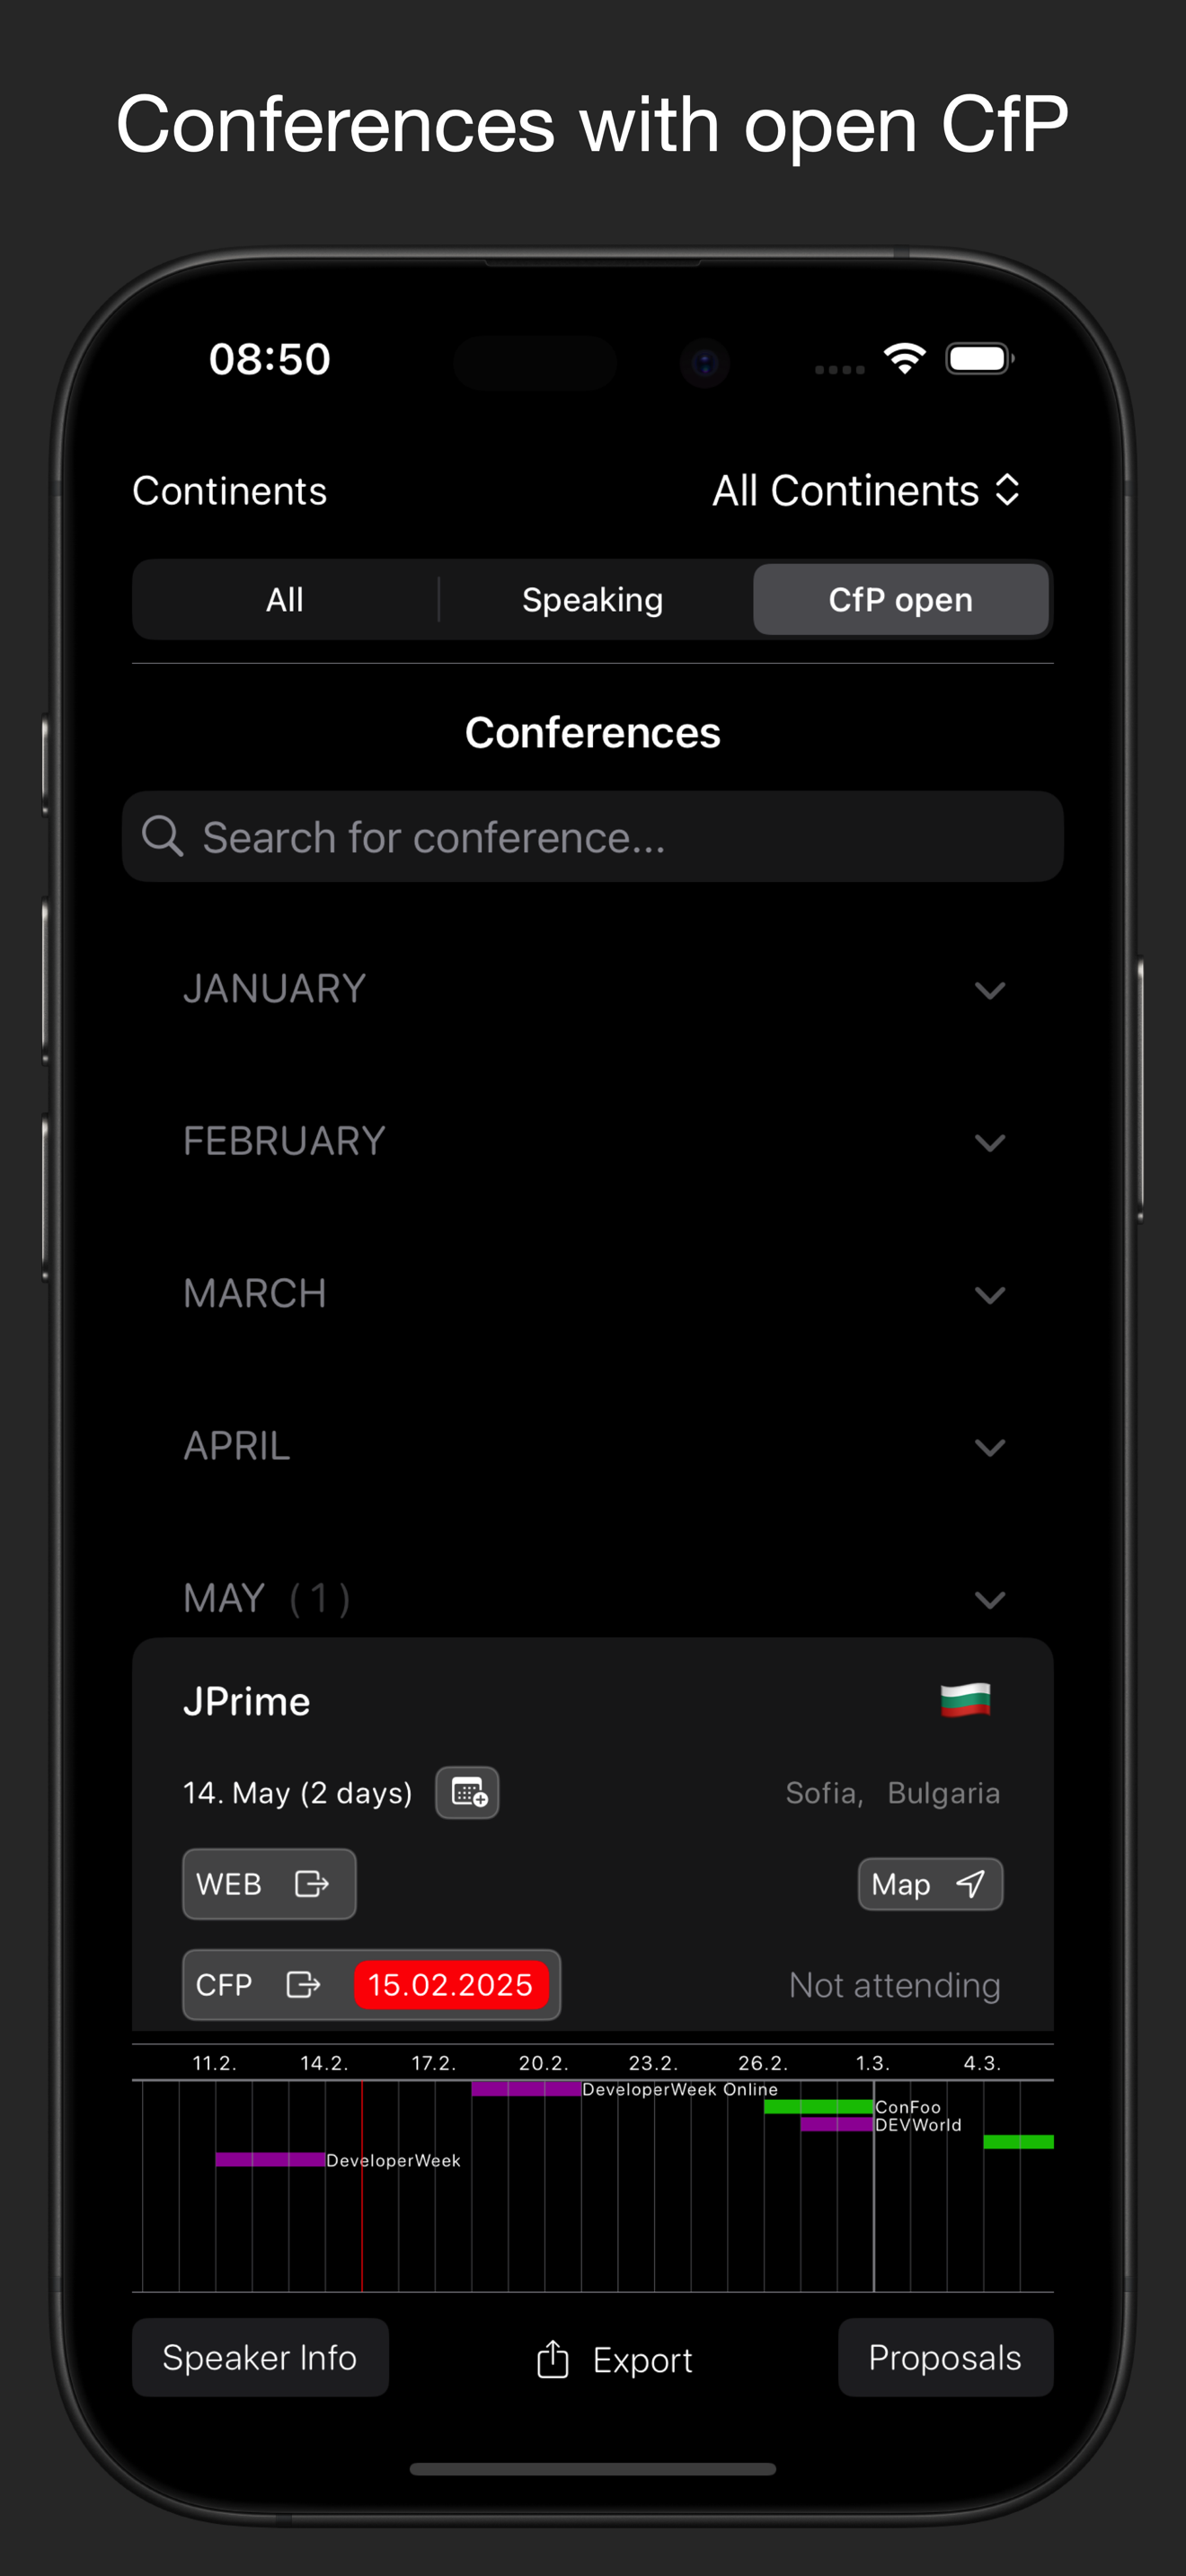 Conferences with open CfP
08:50
Continents
All Continents
All
Speaking
CfP open
Conferences
Search for conference...
JANUARY
FEBRUARY
MARCH
APRIL
MAY (1)
JPrime
14. May (2 days)
Sofia, Bulgaria
WEB
Map
CFP
15.02.2025
Not attending
11.2. 14.2. 17.2. 20.2. 23.2. 26.2. 1.3. 4.3.
DeveloperWeek Online
ConFoo
DEVWorld
DeveloperWeek
Speaker Info
Export
Proposals